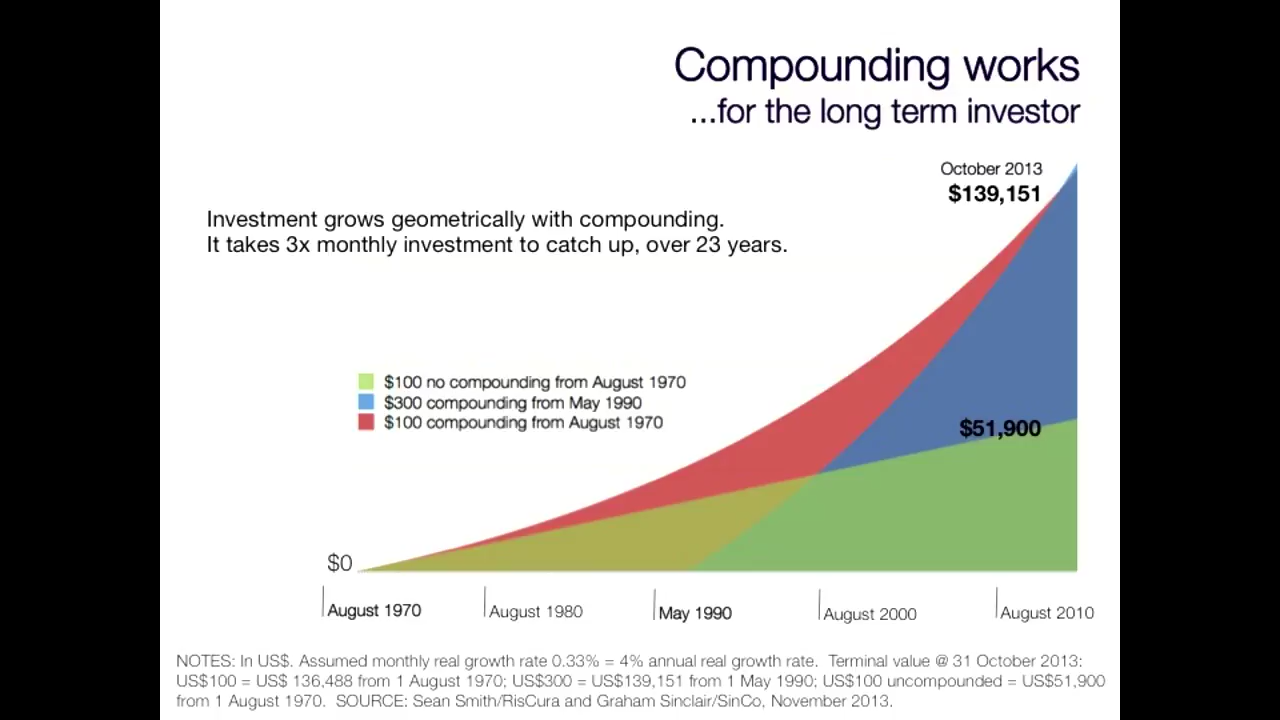 Compounding works
...for the long term investor
October 2013
$139,151
Investment grows geometrically with compounding.
It takes 3x monthly investment to catch up, over 23 years.
$100 no compounding from August 1970
$300 compounding from May 1990
$100 compounding from August 1970
$51,900
$0
August 1970
August 1980
May 1990
August 2000
August 2010
NOTES: In US$. Assumed monthly real growth rate 0.33% = 4% annual real growth rate. Terminal value @ 31 October 2013:
US$100 = US$ 136,488 from 1 August 1970; US$300 = US$139,151 from 1 May 1990; US$100 uncompounded = US$51,900
from 1 August 1970. SOURCE: Sean Smith/RisCura and Graham Sinclair/SinCo, November 2013.